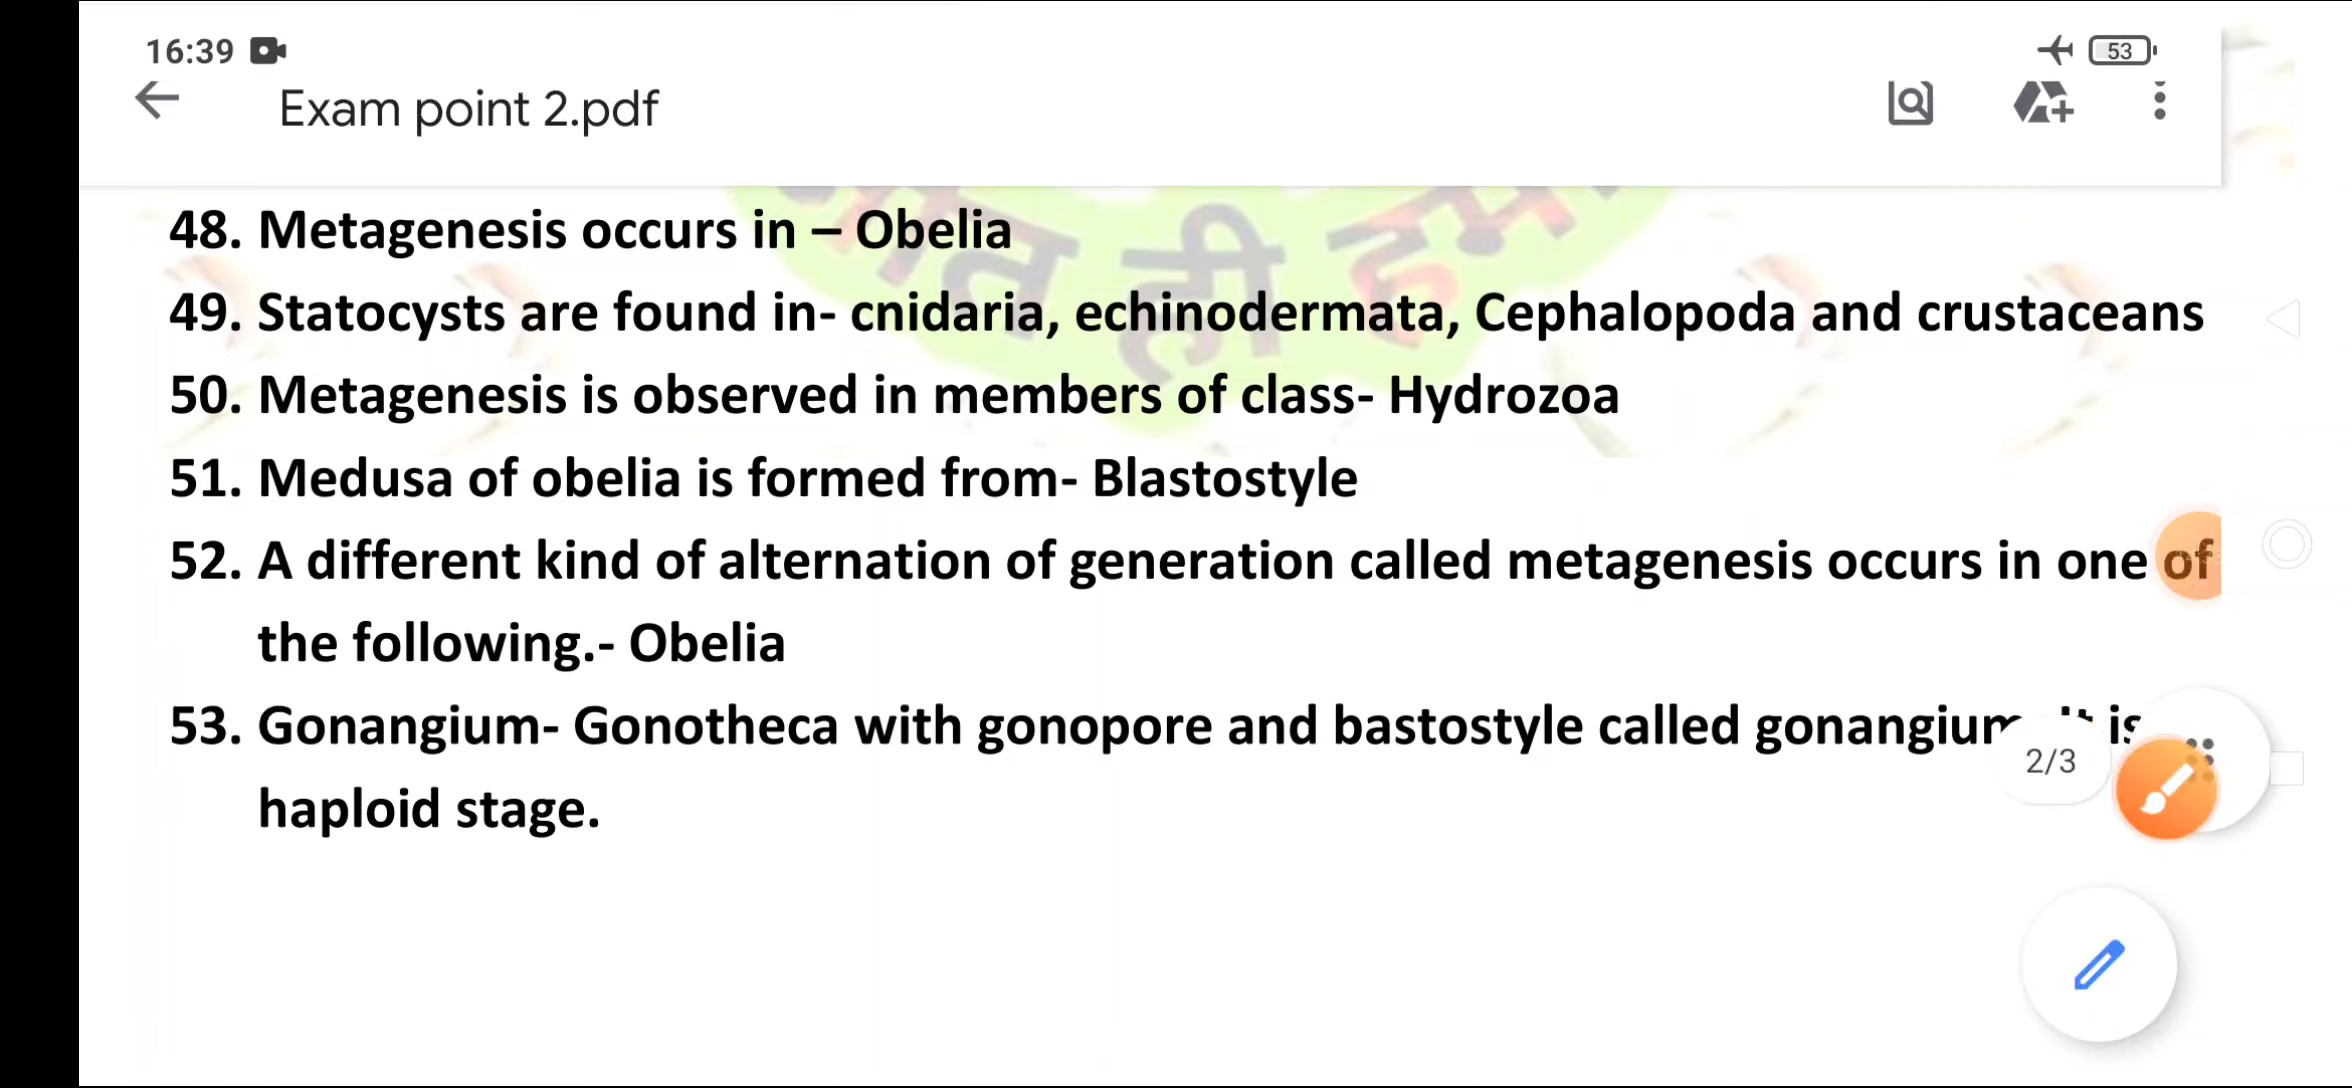 16:39
53
Exam point 2.pdf
48. Metagenesis occurs in – Obelia
49. Statocysts are found in- cnidaria, echinodermata, Cephalopoda and crustaceans
50. Metagenesis is observed in members of class- Hydrozoa
51. Medusa of obelia is formed from- Blastostyle
52. A different kind of alternation of generation called metagenesis occurs in one of
the following.- Obelia
53. Gonangium- Gonotheca with gonopore and bastostyle called is
2/3
haploid stage.